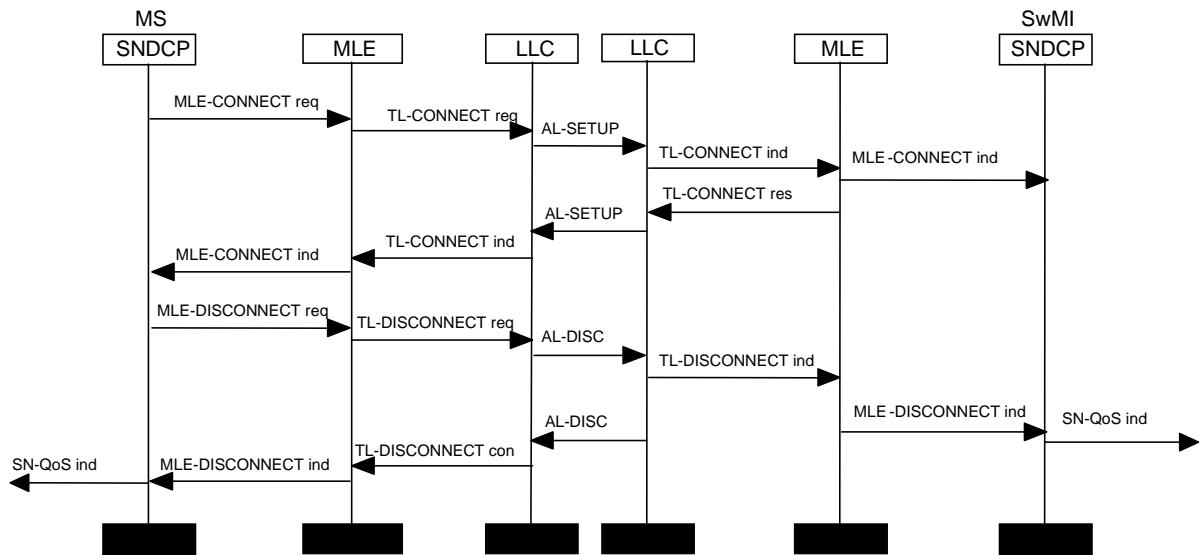 MS
SwMI
SNDCP
MLE
LLC
LLC
MLE
SNDCP
MLE-CONNECT req
TL-CONNECT req
AL-SETUP
TL-CONNECT ind
MLE-CONNECT ind
TL-CONNECT res
AL-SETUP
TL-CONNECT ind
MLE-CONNECT ind
MLE-DISCONNECT req
TL-DISCONNECT req
AL-DISC
TL-DISCONNECT ind
MLE-DISCONNECT ind
SN-QoS ind
AL-DISC
TL-DISCONNECT con
MLE-DISCONNECT ind
SN-QoS ind